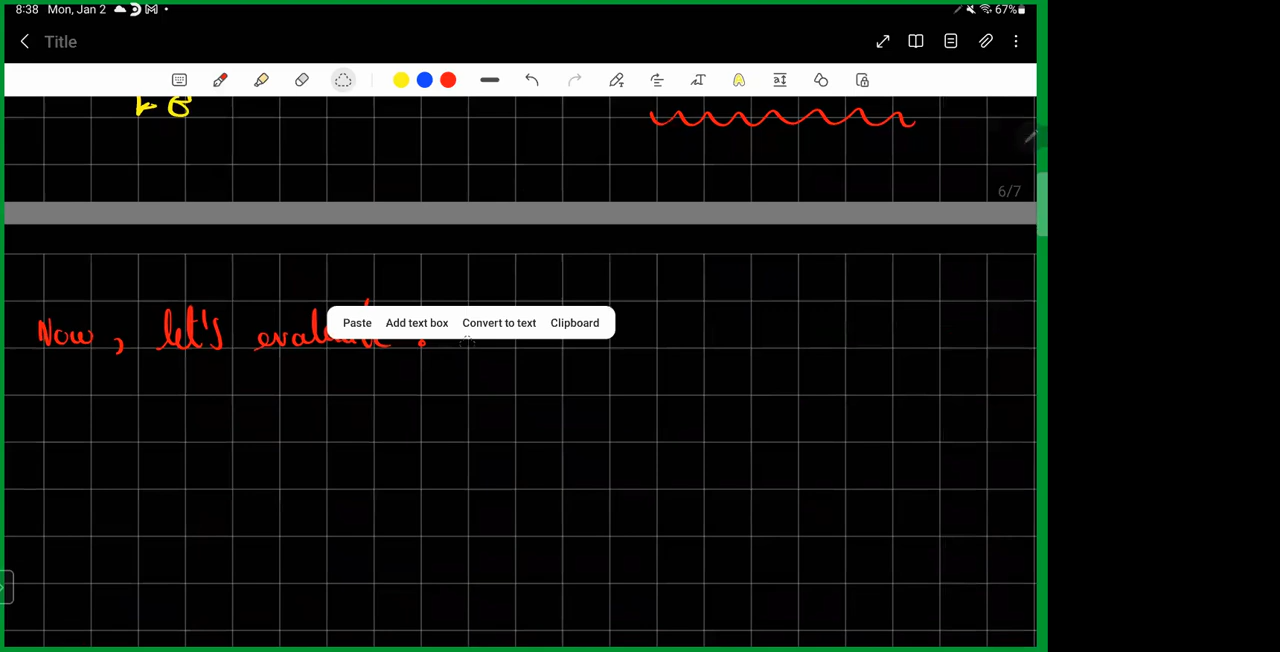 8:38 Mon, Jan 2 67%
Title
θ
6/7
Now, let's evaluate :
Paste Add text box Convert to text Clipboard